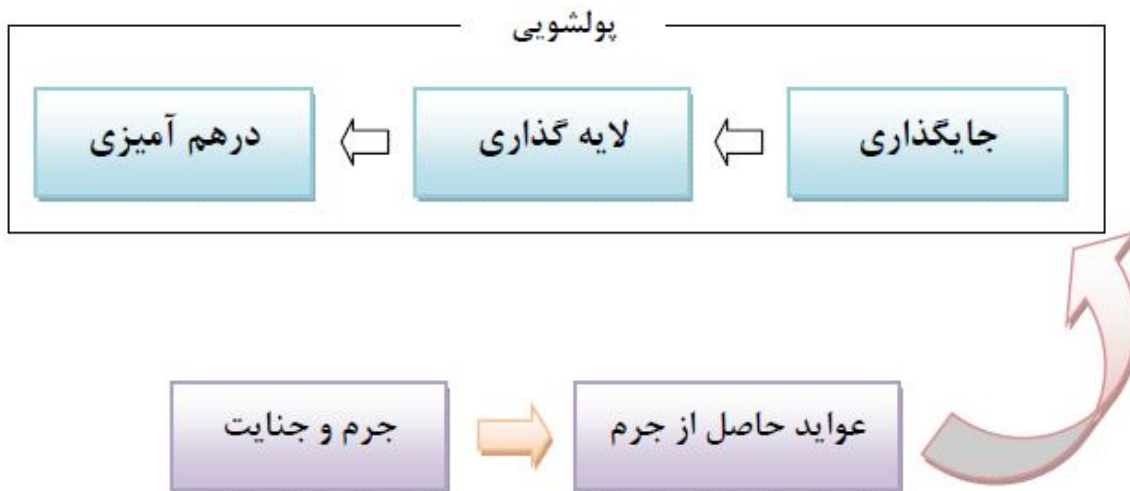 پولشویی
جایگذاری
لایه گذاری
درهم آمیزی
جرم و جنایت
عواید حاصل از جرم